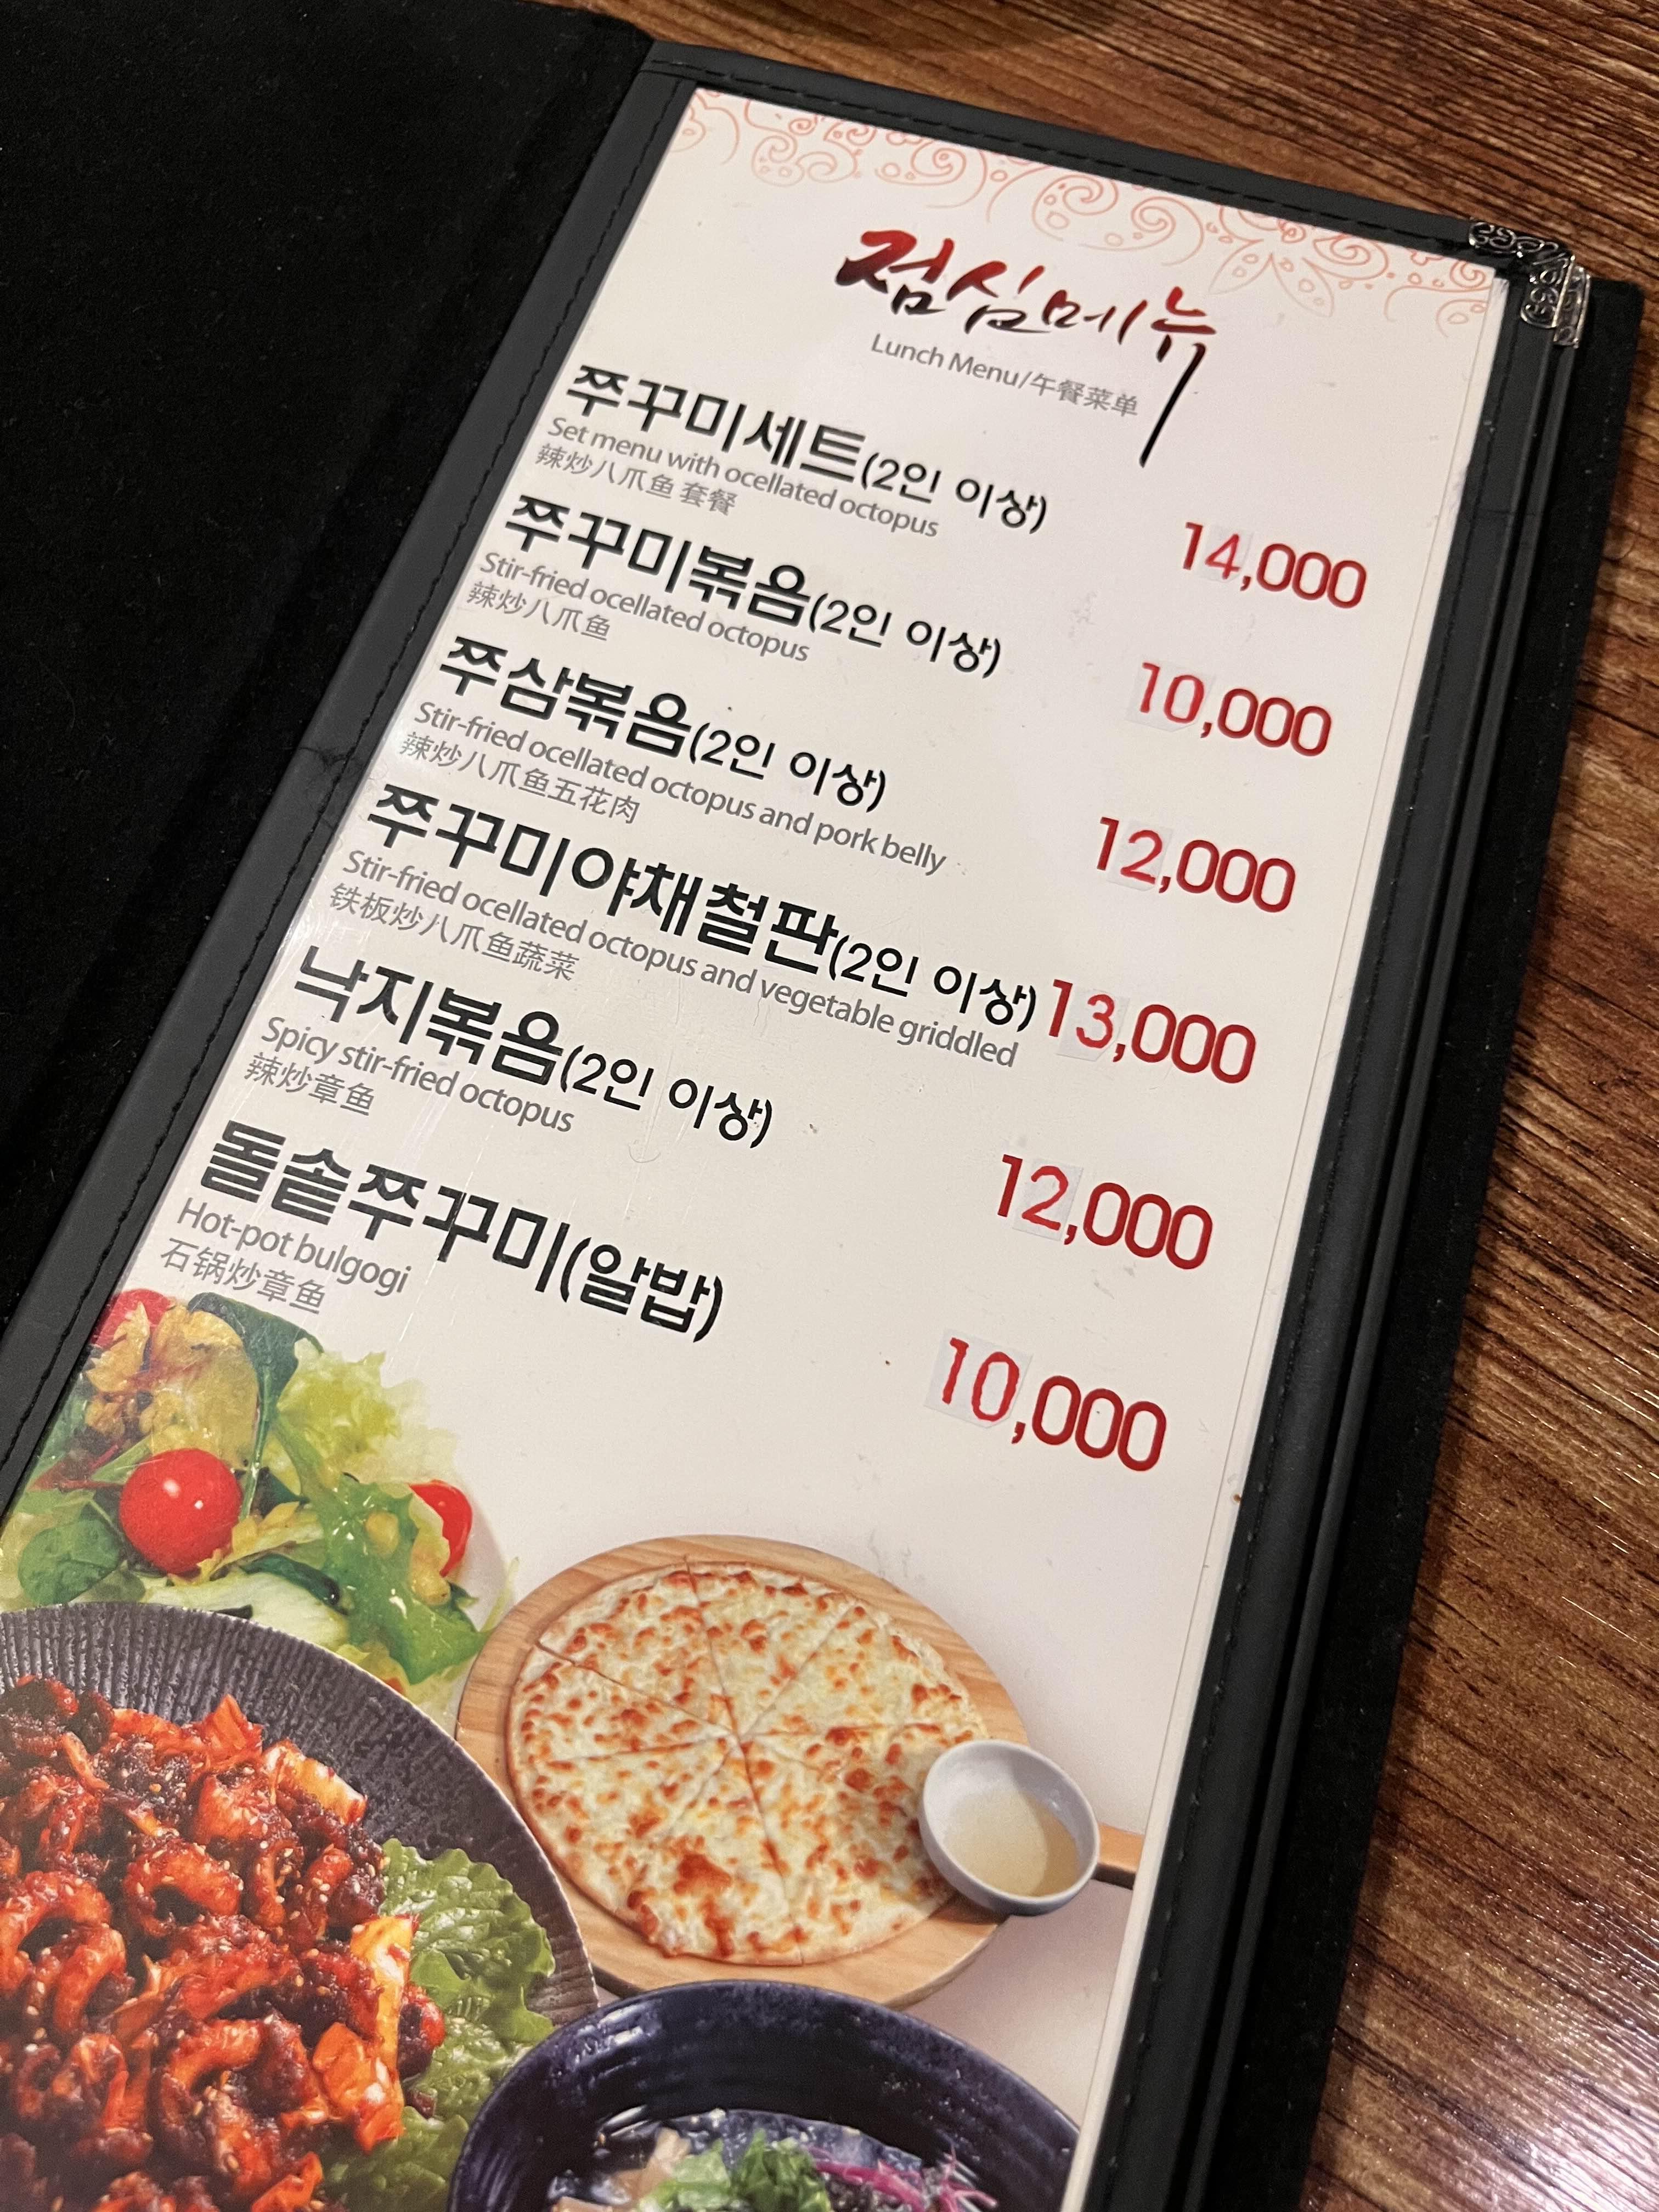 점심메뉴
Lunch Menu/午餐菜单
쭈꾸미세트(2인 이상) 14,000
Set menu with ocellated octopus
辣炒八爪鱼 套餐
쭈꾸미볶음(2인 이상) 10,000
Stir-fried ocellated octopus
辣炒八爪鱼
쭈삼볶음(2인 이상) 12,000
Stir-fried ocellated octopus and pork belly
辣炒八爪鱼五花肉
쭈꾸미야채철판(2인 이상) 13,000
Stir-fried ocellated octopus and vegetable griddled
铁板炒八爪鱼蔬菜
낙지볶음(2인 이상) 12,000
Spicy stir-fried octopus
辣炒章鱼
돌솥쭈꾸미(알밥) 10,000
Hot-pot bulgogi
石锅炒章鱼